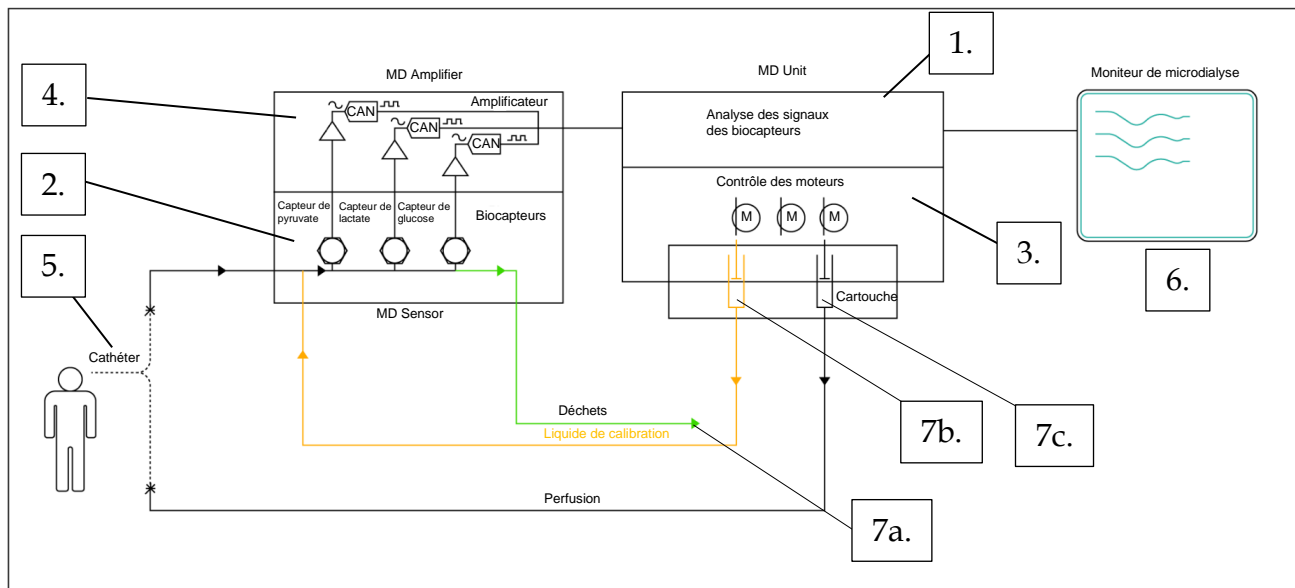 1.
MD Amplifier
MD Unit
Moniteur de microdialyse
4.
CAN
Amplificateur
CAN
CAN
Analyse des signaux
des biocapteurs
2.
Capteur de
pyruvate
Capteur de
lactate
Capteur de
glucose
Biocapteurs
Contrôle des moteurs
M
M
M
3.
5.
6.
Cartouche
MD Sensor
Cathéter
Déchets
Liquide de calibration
7b.
7c.
Perfusion
7a.